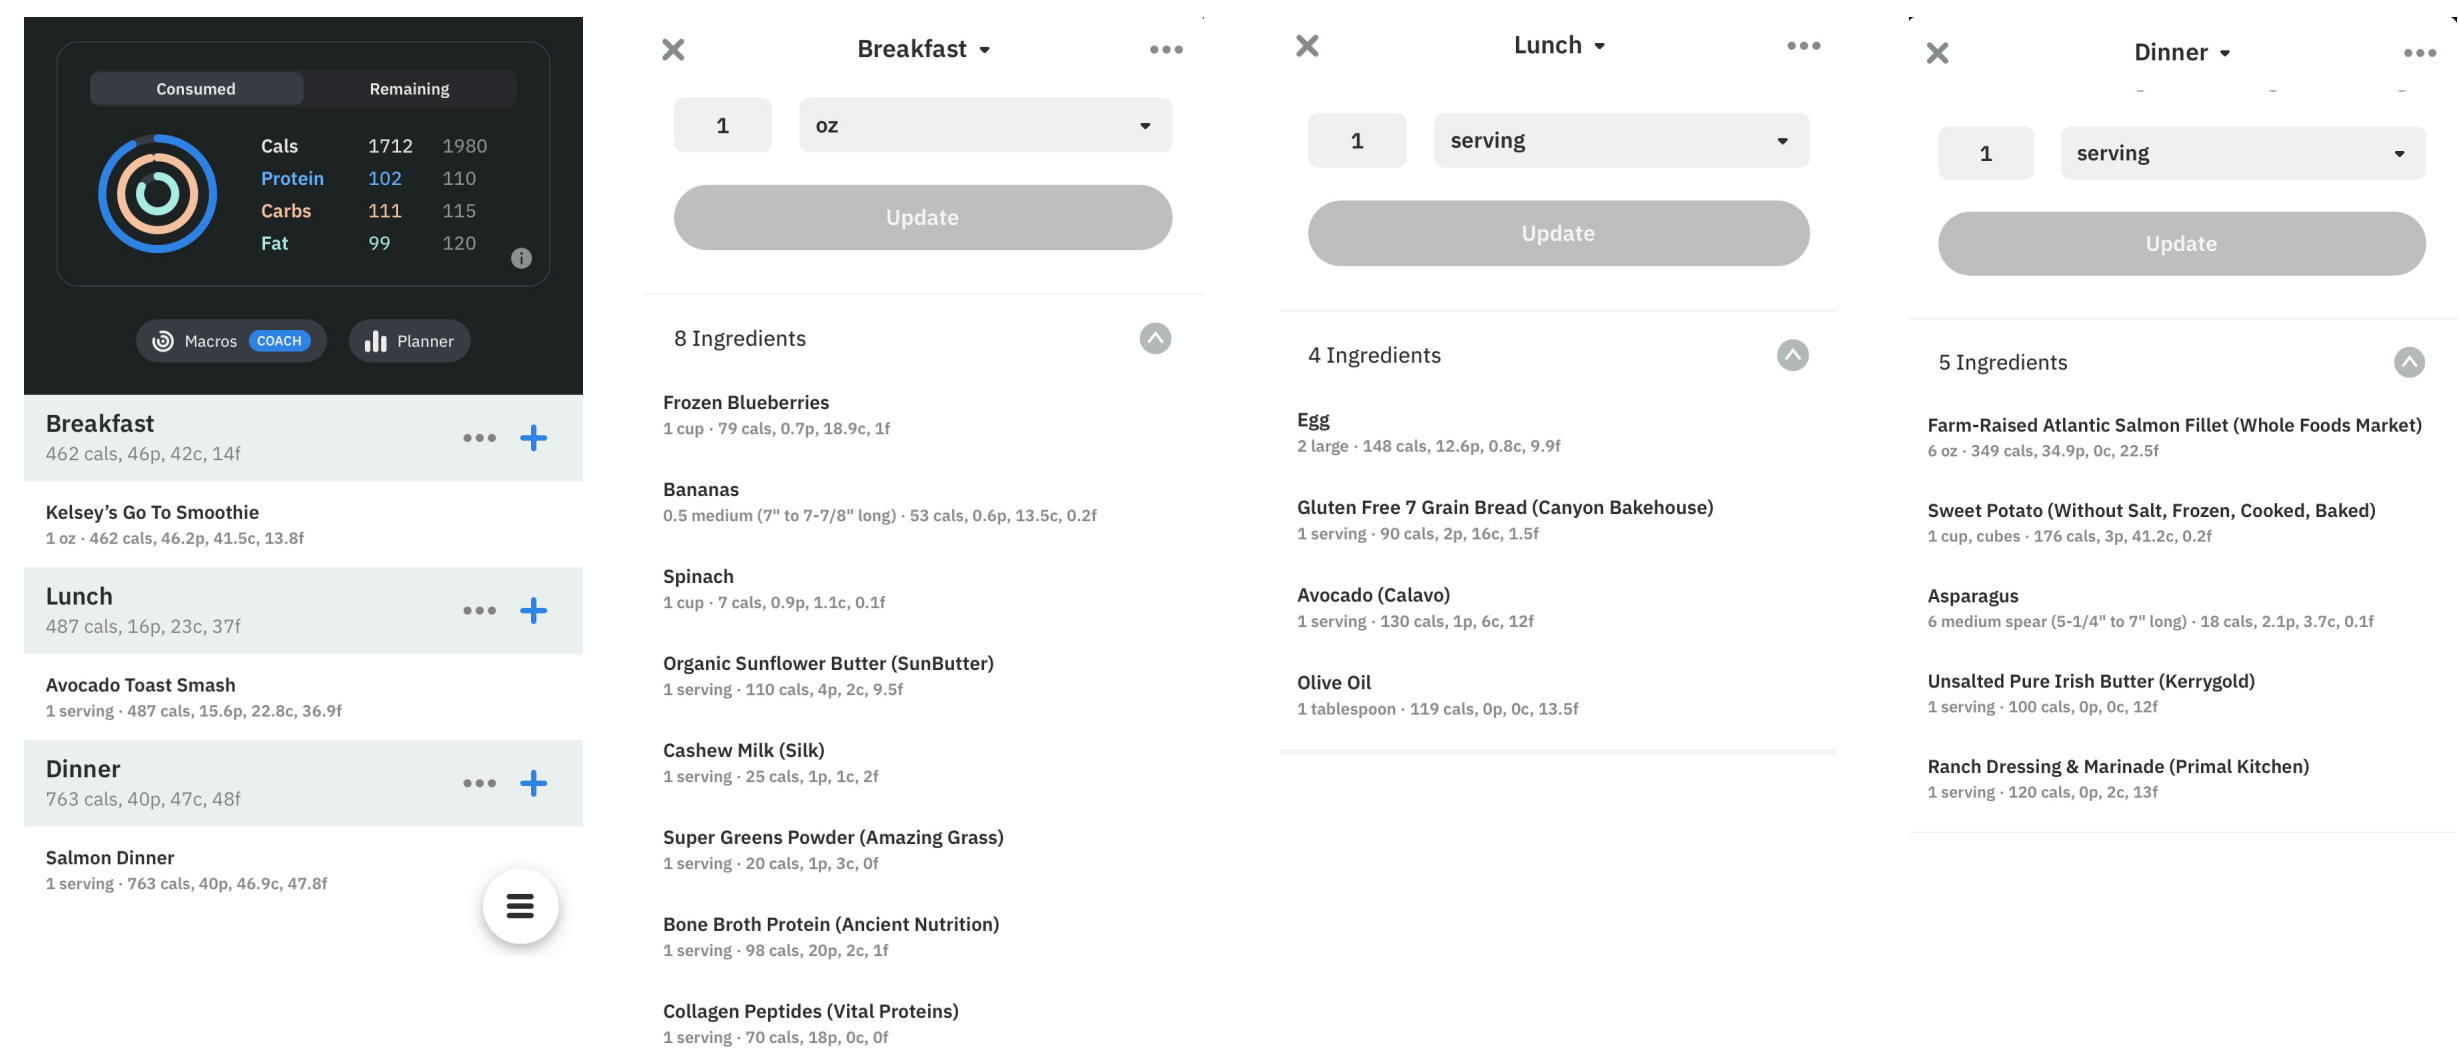 Consumed
Remaining
Cals 1712 1980
Protein 102 110
Carbs 111 115
Fat 99 120
i
Macros COACH
Planner
Breakfast
462 cals, 46p, 42c, 14f
Kelsey’s Go To Smoothie
1 oz · 462 cals, 46.2p, 41.5c, 13.8f
Lunch
487 cals, 16p, 23c, 37f
Avocado Toast Smash
1 serving · 487 cals, 15.6p, 22.8c, 36.9f
Dinner
763 cals, 40p, 47c, 48f
Salmon Dinner
1 serving · 763 cals, 40p, 46.9c, 47.8f
Breakfast
1
oz
Update
8 Ingredients
Frozen Blueberries
1 cup · 79 cals, 0.7p, 18.9c, 1f
Bananas
0.5 medium (7" to 7-7/8" long) · 53 cals, 0.6p, 13.5c, 0.2f
Spinach
1 cup · 7 cals, 0.9p, 1.1c, 0.1f
Organic Sunflower Butter (SunButter)
1 serving · 110 cals, 4p, 2c, 9.5f
Cashew Milk (Silk)
1 serving · 25 cals, 1p, 1c, 2f
Super Greens Powder (Amazing Grass)
1 serving · 20 cals, 1p, 3c, 0f
Bone Broth Protein (Ancient Nutrition)
1 serving · 98 cals, 20p, 2c, 1f
Collagen Peptides (Vital Proteins)
1 serving · 70 cals, 18p, 0c, 0f
Lunch
1
serving
Update
4 Ingredients
Egg
2 large · 148 cals, 12.6p, 0.8c, 9.9f
Gluten Free 7 Grain Bread (Canyon Bakehouse)
1 serving · 90 cals, 2p, 16c, 1.5f
Avocado (Calavo)
1 serving · 130 cals, 1p, 6c, 12f
Olive Oil
1 tablespoon · 119 cals, 0p, 0c, 13.5f
Dinner
1
serving
Update
5 Ingredients
Farm-Raised Atlantic Salmon Fillet (Whole Foods Market)
6 oz · 349 cals, 34.9p, 0c, 22.5f
Sweet Potato (Without Salt, Frozen, Cooked, Baked)
1 cup, cubes · 176 cals, 3p, 41.2c, 0.2f
Asparagus
6 medium spear (5-1/4" to 7" long) · 18 cals, 2.1p, 3.7c, 0.1f
Unsalted Pure Irish Butter (Kerrygold)
1 serving · 100 cals, 0p, 0c, 12f
Ranch Dressing & Marinade (Primal Kitchen)
1 serving · 120 cals, 0p, 2c, 13f